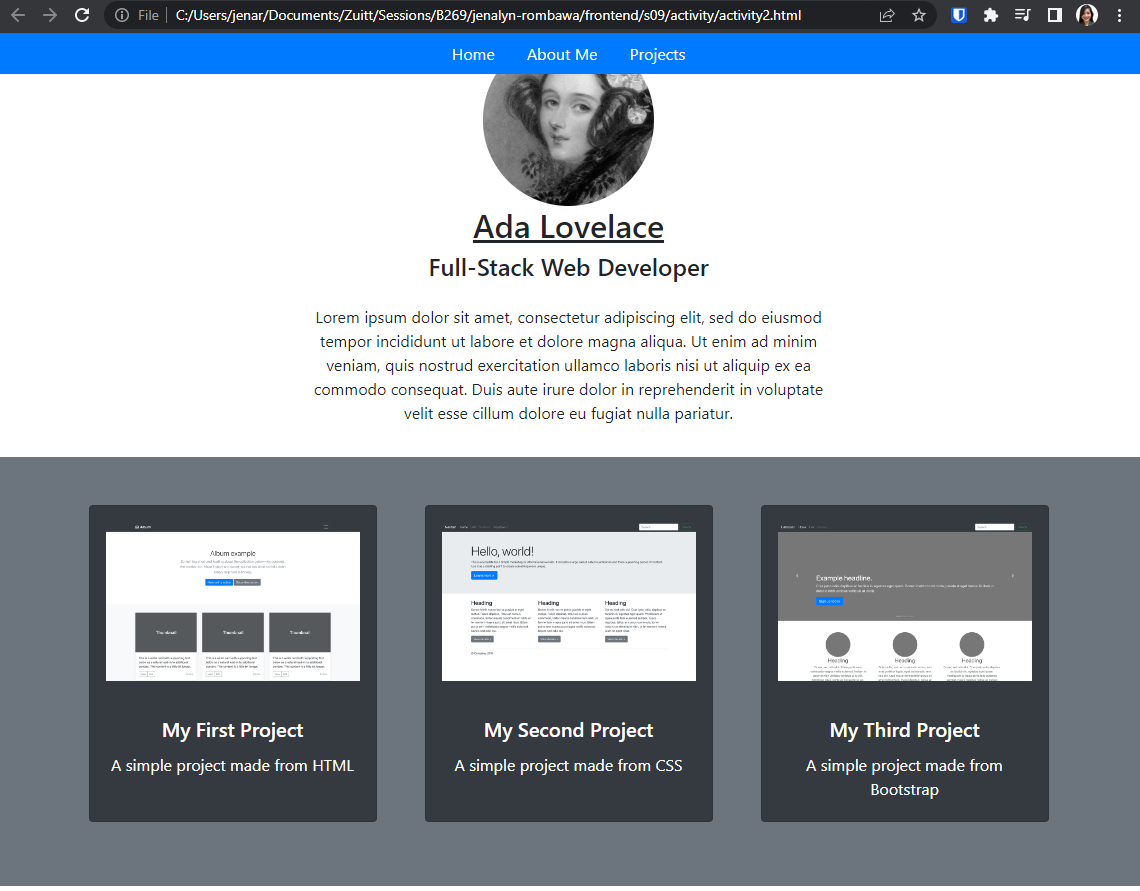 File C:/Users/jenar/Documents/Zuitt/Sessions/B269/jenalyn-rombawa/frontend/s09/activity/activity2.html
Home About Me Projects
Ada Lovelace
Full-Stack Web Developer
Lorem ipsum dolor sit amet, consectetur adipiscing elit, sed do eiusmod
tempor incididunt ut labore et dolore magna aliqua. Ut enim ad minim
veniam, quis nostrud exercitation ullamco laboris nisi ut aliquip ex ea
commodo consequat. Duis aute irure dolor in reprehenderit in voluptate
velit esse cillum dolore eu fugiat nulla pariatur.
Album
Album example
Thumbnail Thumbnail Thumbnail
My First Project
A simple project made from HTML
Hello, world!
Heading Heading Heading
My Second Project
A simple project made from CSS
Example headline.
Heading Heading Heading
My Third Project
A simple project made from
Bootstrap